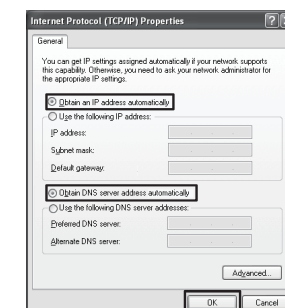 Internet Protocol (TCP/IP) Properties
General
You can get IP settings assigned automatically if your network supports
this capability. Otherwise, you need to ask your network administrator for
the appropriate IP settings.
Obtain an IP address automatically
Use the following IP address:
IP address:
Subnet mask:
Default gateway:
Obtain DNS server address automatically
Use the following DNS server addresses:
Preferred DNS server:
Alternate DNS server:
Advanced...
OK Cancel